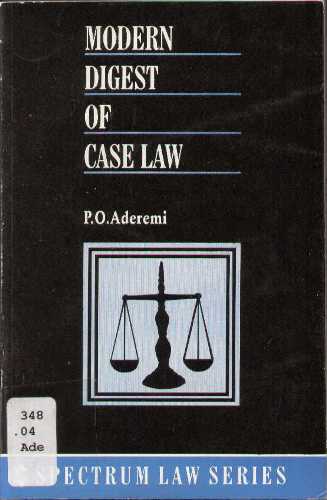 MODERN
DIGEST
OF
CASE LAW
P.O.Aderemi
348
.04
Ade
SPECTRUM LAW SERIES